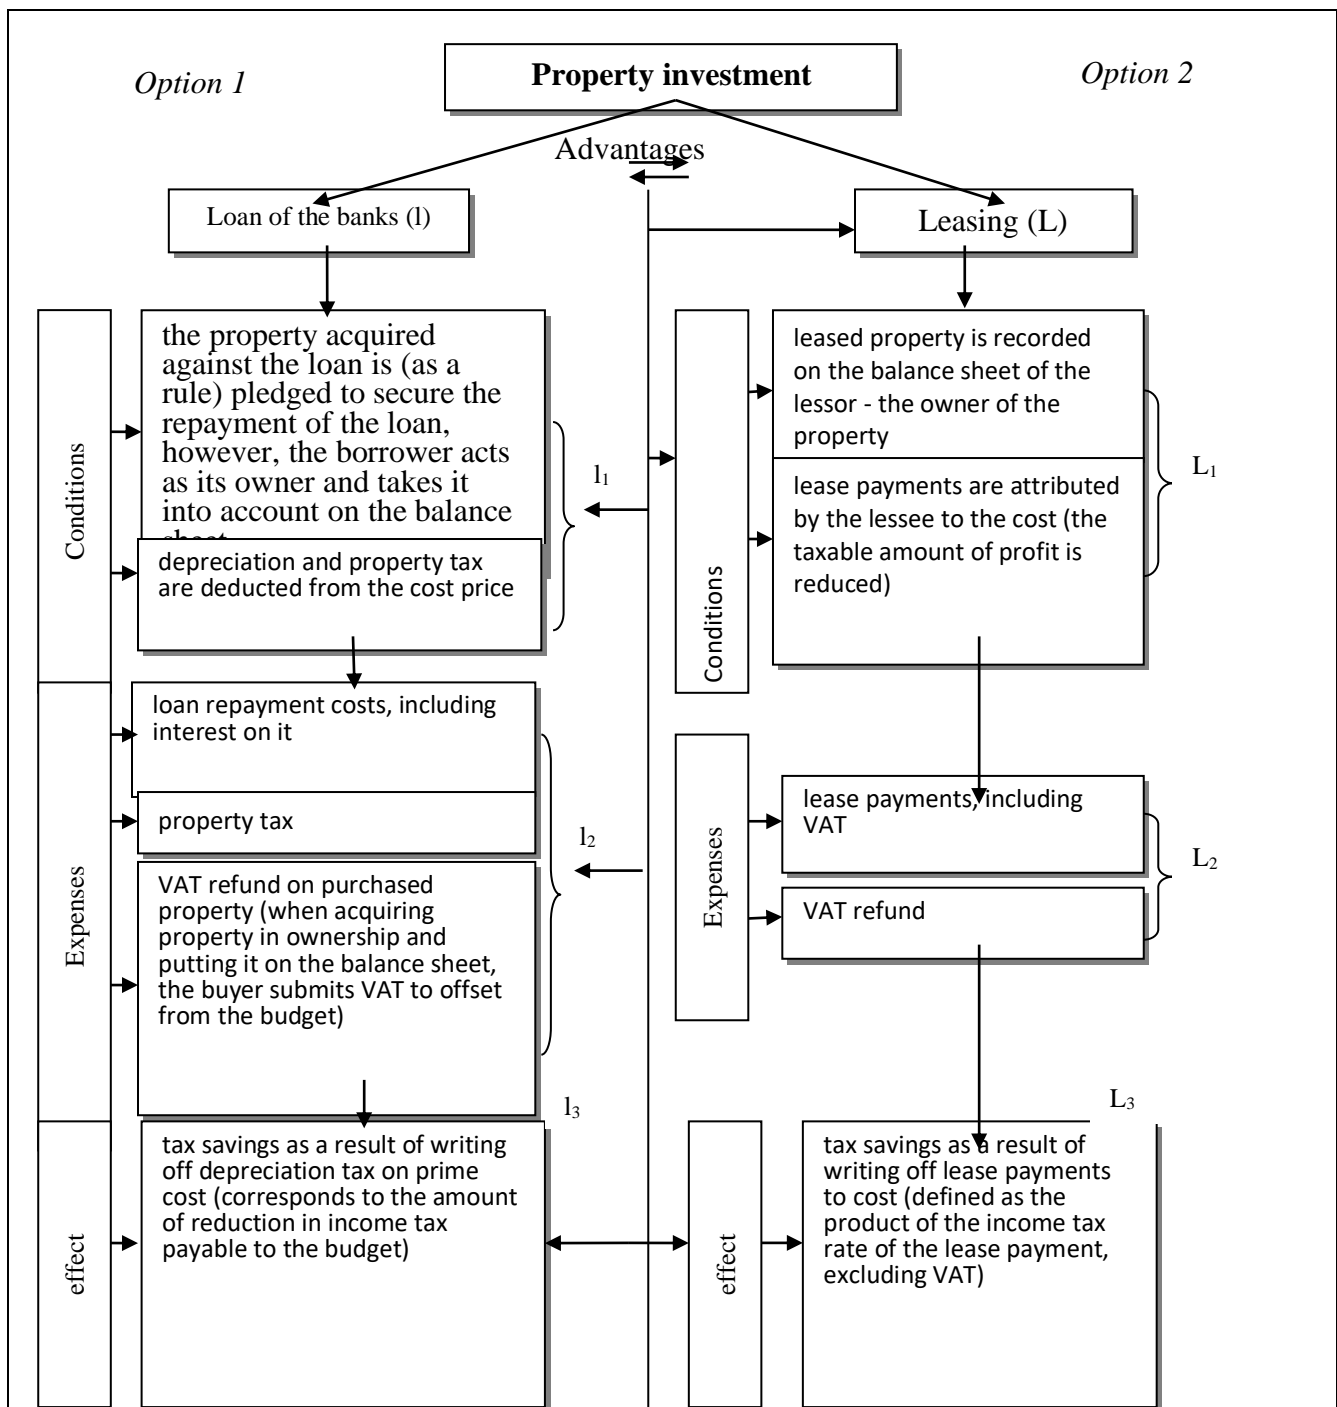 Option 1
Property investment
Option 2
Advantages
Loan of the banks (l)
Leasing (L)
Conditions
the property acquired
against the loan is (as a
rule) pledged to secure the
repayment of the loan,
however, the borrower acts
as its owner and takes it
into account on the balance
sheet
depreciation and property tax
are deducted from the cost price
l1
Conditions
leased property is recorded
on the balance sheet of the
lessor - the owner of the
property
lease payments are attributed
by the lessee to the cost (the
taxable amount of profit is
reduced)
L1
Expenses
loan repayment costs, including
interest on it
property tax
VAT refund on purchased
property (when acquiring
property in ownership and
putting it on the balance sheet,
the buyer submits VAT to offset
from the budget)
l2
Expenses
lease payments, including
VAT
VAT refund
L2
effect
tax savings as a result of writing
off depreciation tax on prime
cost (corresponds to the amount
of reduction in income tax
payable to the budget)
l3
effect
tax savings as a result of
writing off lease payments
to cost (defined as the
product of the income tax
rate of the lease payment,
excluding VAT)
L3